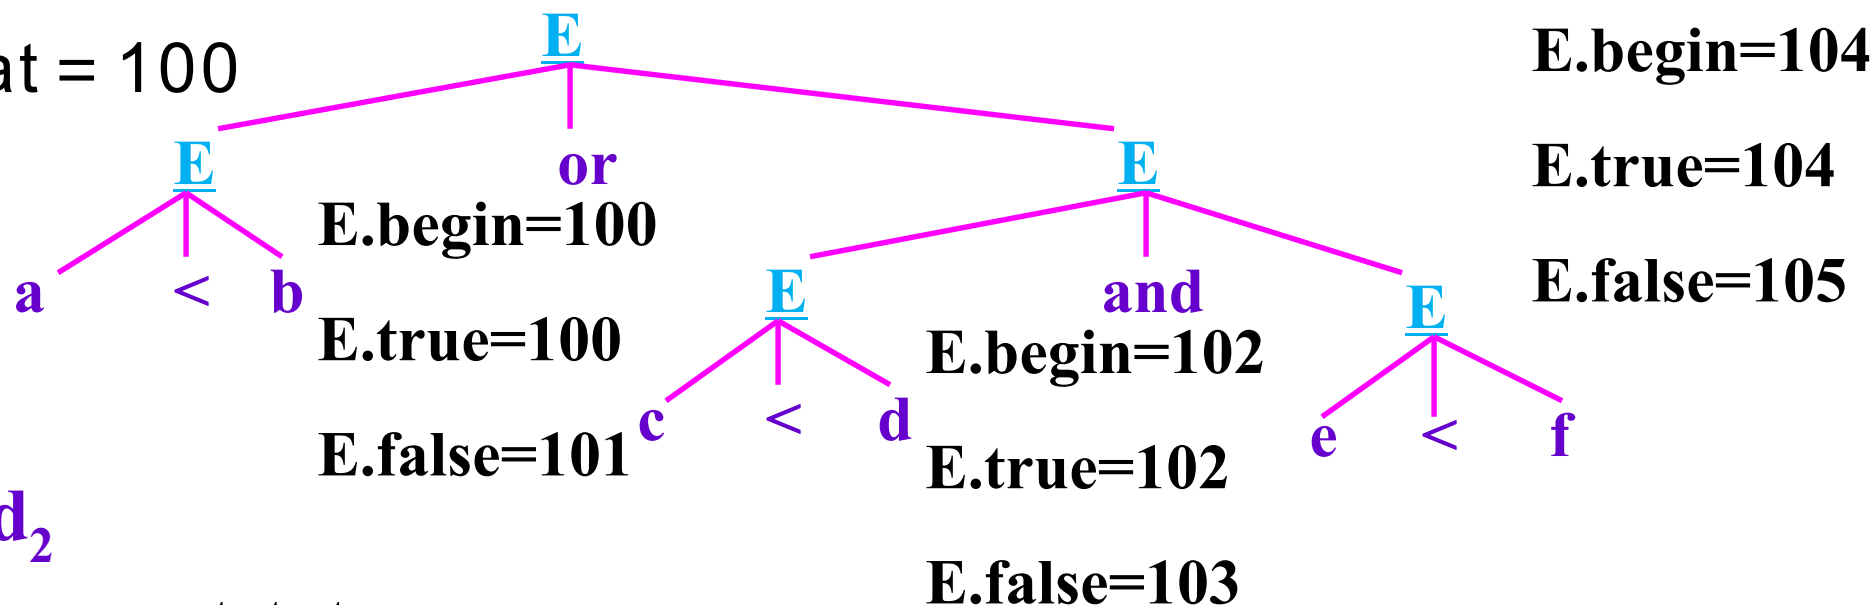 E
at = 100
E.begin=104
E or E
E.true=104
E.begin=100
a < b
E and E
E.false=105
E.true=100
E.begin=102
c < d
e < f
E.false=101
E.true=102
d₂
E.false=103